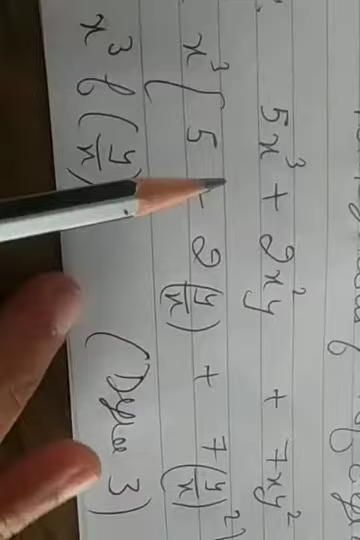 5x³ + 2x²y + 7xy²
x³ (5 + 2(y/x) + 7(y/x)²)
x³ f(y/x) (Degree 3)